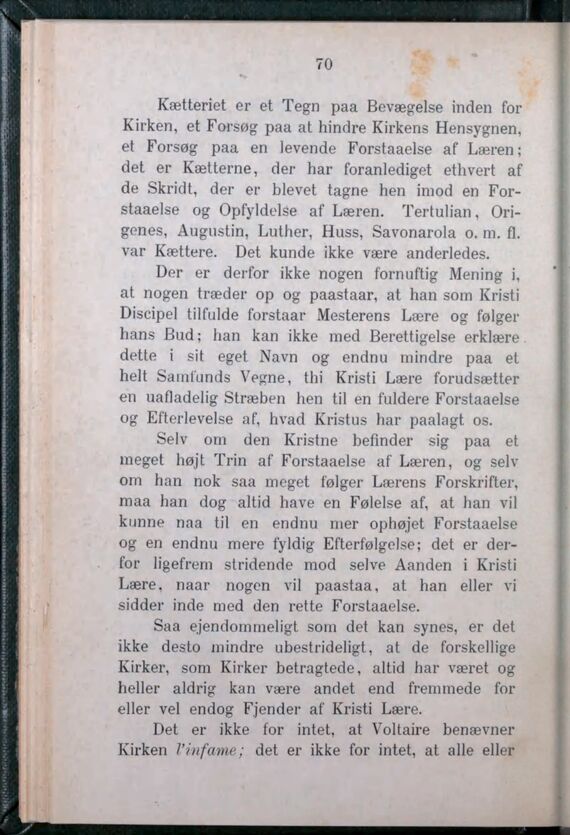 70
Kætteriet er et Tegn paa Bevægelse inden for
Kirken, et Forsøg paa at hindre Kirkens Hensygnen,
et Forsøg paa en levende Forstaaelse af Læren;
det er Kætterne, der har foranlediget ethvert af
de Skridt, der er blevet tagne hen imod en For-
staaelse og Opfyldelse af Læren. Tertulian, Ori-
genes, Augustin, Luther, Huss, Savonarola o. m. fl.
var Kættere. Det kunde ikke være anderledes.
Der er derfor ikke nogen fornuftig Mening i,
at nogen træder op og paastaar, at han som Kristi
Discipel tilfulde forstaar Mesterens Lære og følger
hans Bud; han kan ikke med Berettigelse erklære
dette i sit eget Navn og endnu mindre paa et
helt Samfunds Vegne, thi Kristi Lære forudsætter
en uafladelig Stræben hen til en fuldere Forstaaelse
og Efterlevelse af, hvad Kristus har paalagt os.
Selv om den Kristne befinder sig paa et
meget højt Trin af Forstaaelse af Læren, og selv
om han nok saa meget følger Lærens Forskrifter,
maa han dog altid have en Følelse af, at han vil
kunne naa til en endnu mer ophøjet Forstaaelse
og en endnu mere fyldig Efterfølgelse; det er der-
for ligefrem stridende mod selve Aanden i Kristi
Lære, naar nogen vil paastaa, at han eller vi
sidder inde med den rette Forstaaelse.
Saa ejendommeligt som det kan synes, er det
ikke desto mindre ubestrideligt, at de forskellige
Kirker, som Kirker betragtede, altid har været og
heller aldrig kan være andet end fremmede for
eller vel endog Fjender af Kristi Lære.
Det er ikke for intet, at Voltaire benævner
Kirken l'infame; det er ikke for intet, at alle eller